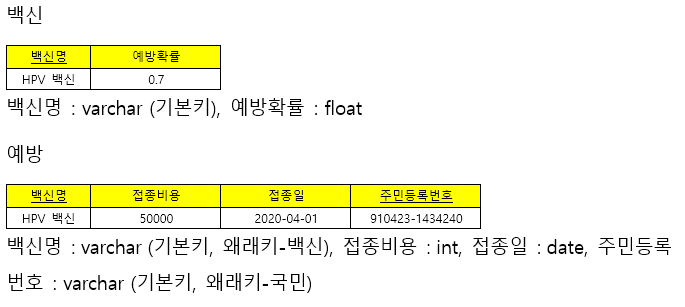 백신
백신명 예방확률
HPV 백신 0.7
백신명 : varchar (기본키), 예방확률 : float
예방
백신명 접종비용 접종일 주민등록번호
HPV 백신 50000 2020-04-01 910423-1434240
백신명 : varchar (기본키, 왜래키-백신), 접종비용 : int, 접종일 : date, 주민등록
번호 : varchar (기본키, 왜래키-국민)